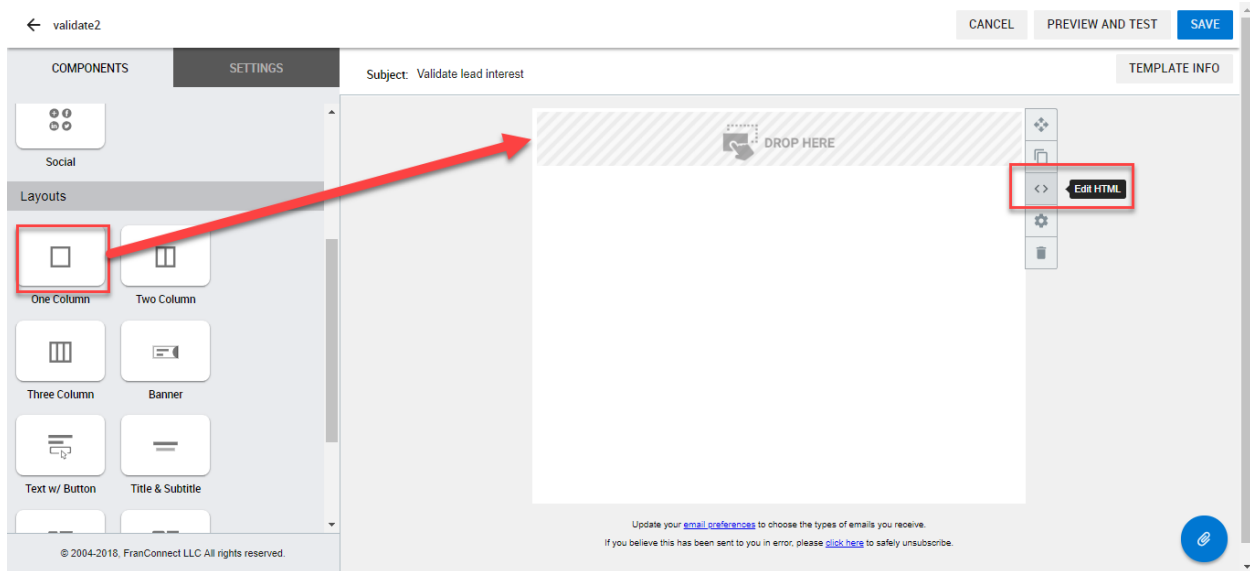 validate2
CANCEL
PREVIEW AND TEST
SAVE
COMPONENTS
SETTINGS
Subject: Validate lead interest
TEMPLATE INFO
Social
DROP HERE
Layouts
Edit HTML
One Column
Two Column
Three Column
Banner
Text w/ Button
Title & Subtitle
Update your email preferences to choose the types of emails you receive.
If you believe this has been sent to you in error, please click here to safely unsubscribe.
© 2004-2018, FranConnect LLC All rights reserved.